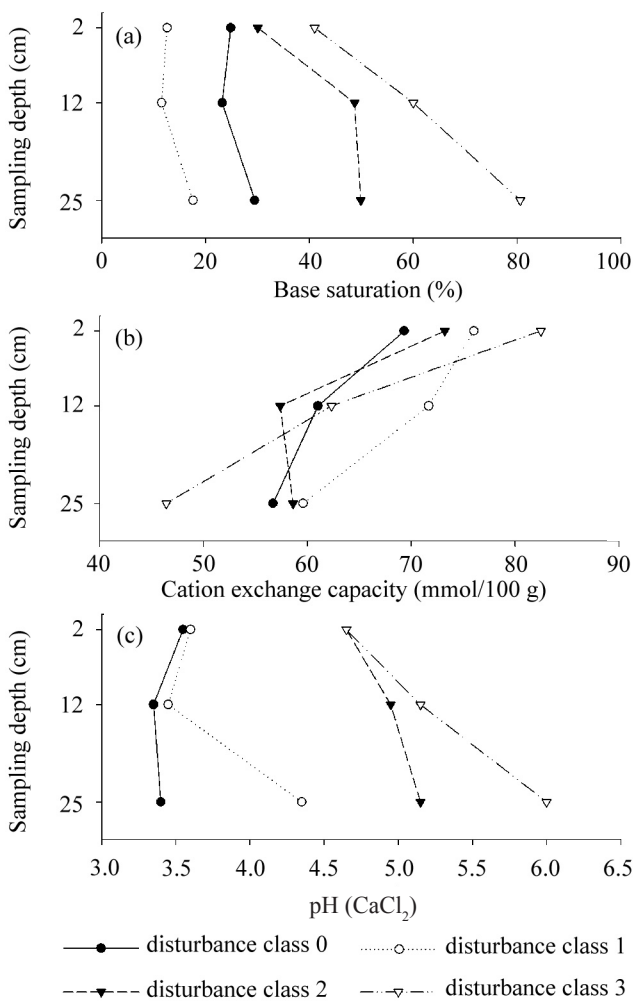 (a)
Sampling depth (cm)
2
12
25
0 20 40 60 80 100
Base saturation (%)
(b)
Sampling depth (cm)
2
12
25
40 50 60 70 80 90
Cation exchange capacity (mmol/100 g)
(c)
Sampling depth (cm)
2
12
25
3.0 3.5 4.0 4.5 5.0 5.5 6.0 6.5
pH (CaCl₂)
disturbance class 0 disturbance class 1
disturbance class 2 disturbance class 3